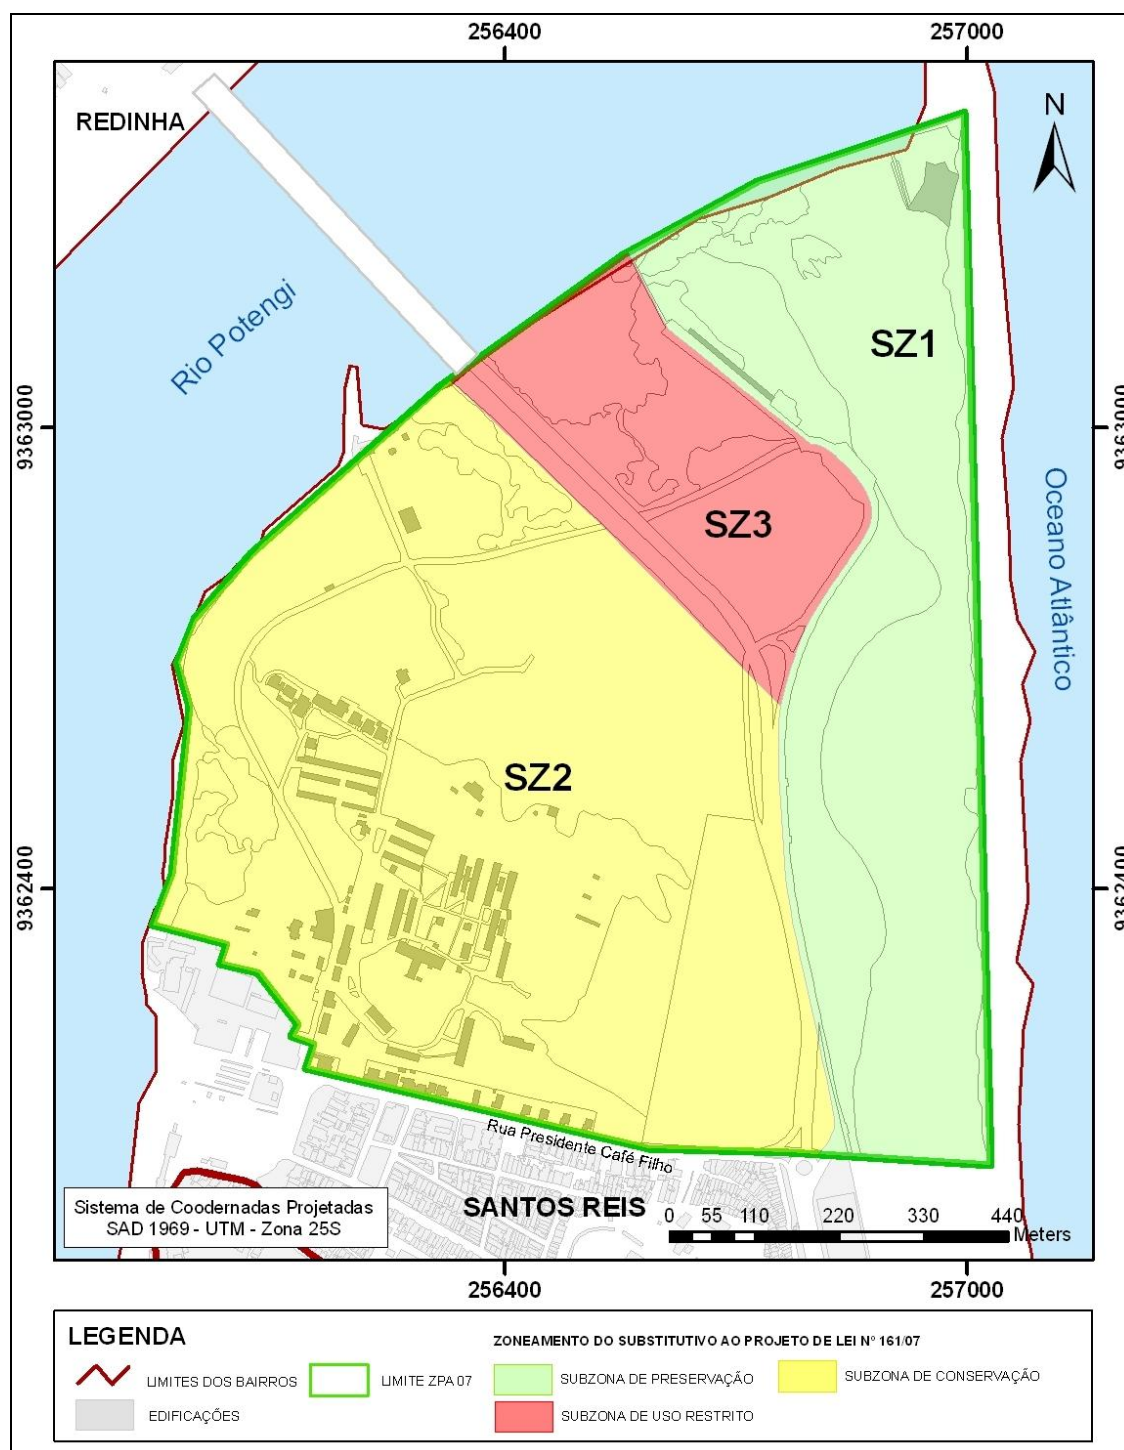 256400
257000
REDINHA
N
Rio Potengi
SZ1
9363000
9363000
SZ3
Oceano Atlântico
SZ2
9362400
9362400
Rua Presidente Café Filho
SANTOS REIS
Sistema de Coodernadas Projetadas
SAD 1969 - UTM - Zona 25S
0 55 110 220 330 440
Meters
256400
257000
LEGENDA
ZONEAMENTO DO SUBSTITUTIVO AO PROJETO DE LEI Nº 161/07
LIMITES DOS BAIRROS
LIMITE ZPA 07
SUBZONA DE PRESERVAÇÃO
SUBZONA DE CONSERVAÇÃO
EDIFICAÇÕES
SUBZONA DE USO RESTRITO